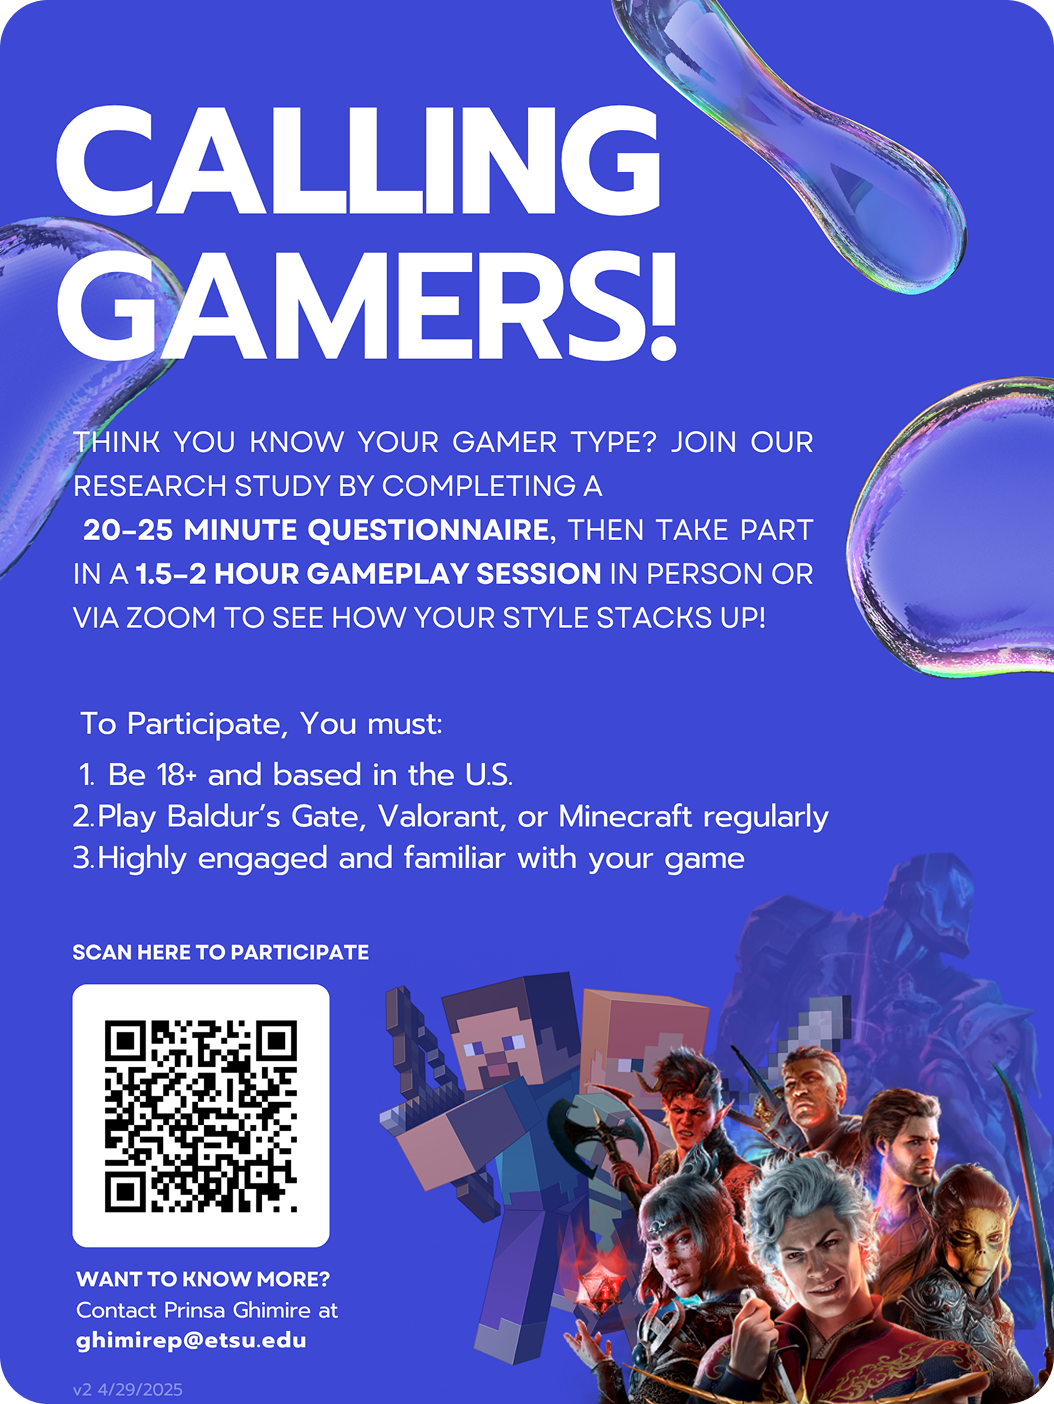 CALLING
GAMERS!
THINK YOU KNOW YOUR GAMER TYPE? JOIN OUR
RESEARCH STUDY BY COMPLETING A
20–25 MINUTE QUESTIONNAIRE, THEN TAKE PART
IN A 1.5–2 HOUR GAMEPLAY SESSION IN PERSON OR
VIA ZOOM TO SEE HOW YOUR STYLE STACKS UP!
To Participate, You must:
1. Be 18+ and based in the U.S.
2.Play Baldur’s Gate, Valorant, or Minecraft regularly
3.Highly engaged and familiar with your game
SCAN HERE TO PARTICIPATE
WANT TO KNOW MORE?
Contact Prinsa Ghimire at
ghimirep@etsu.edu
v2 4/29/2025